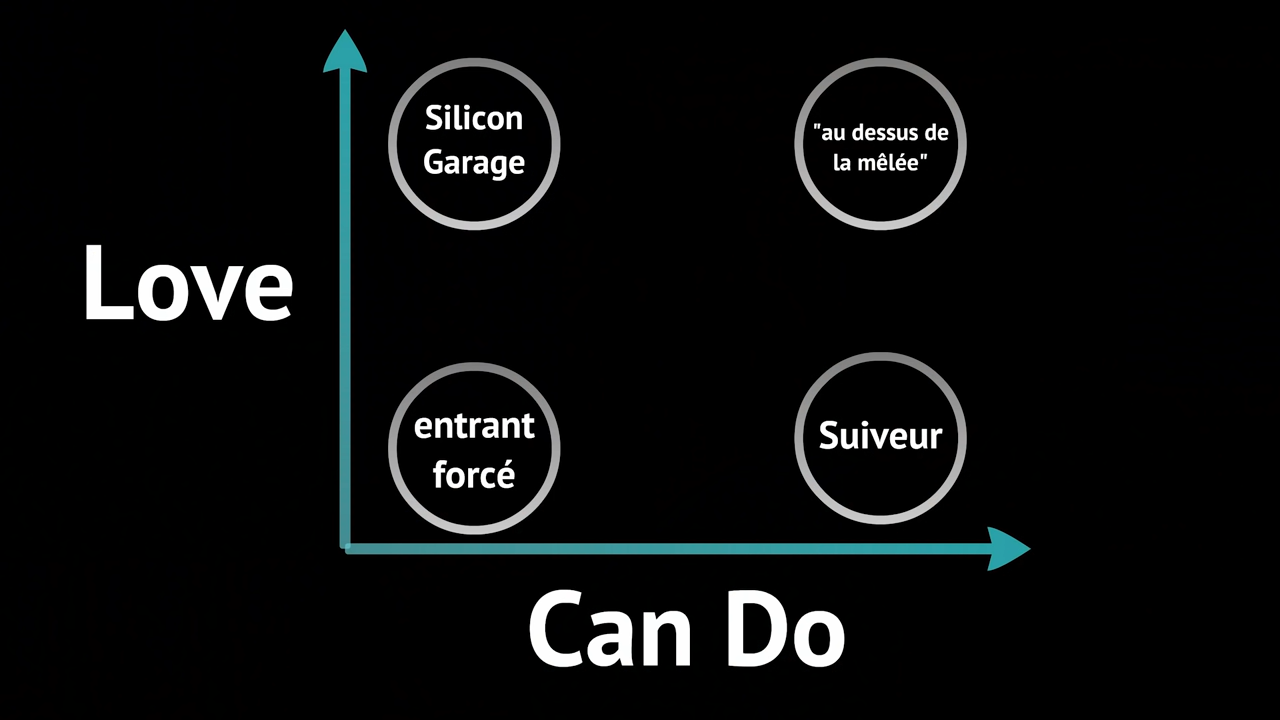 Silicon
Garage
"au dessus de
la mêlée"
Love
entrant
forcé
Suiveur
Can Do